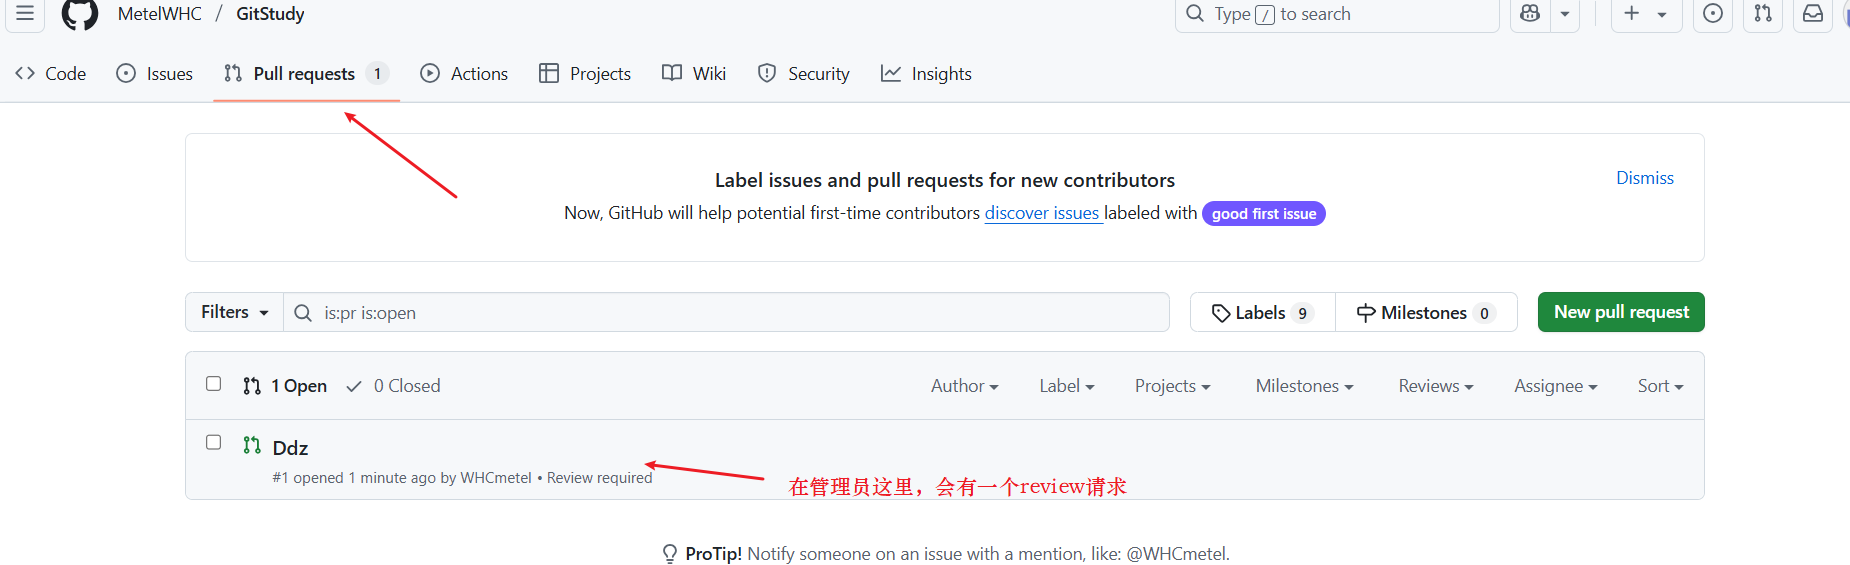 MetelWHC / GitStudy
Type / to search
Code Issues Pull requests 1 Actions Projects Wiki Security Insights
Label issues and pull requests for new contributors
Dismiss
Now, GitHub will help potential first-time contributors discover issues labeled with good first issue
Filters is:pr is:open Labels 9 Milestones 0 New pull request
1 Open 0 Closed Author Label Projects Milestones Reviews Assignee Sort
Ddz
#1 opened 1 minute ago by WHCmetel • Review required
在管理员这里，会有一个review请求
ProTip! Notify someone on an issue with a mention, like: @WHCmetel.